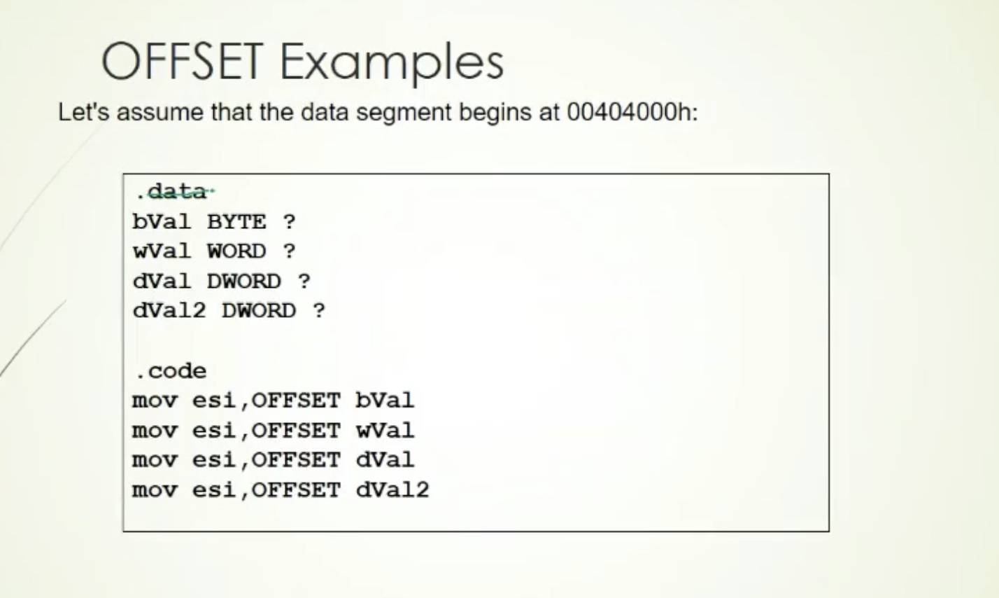 OFFSET Examples
Let's assume that the data segment begins at 00404000h:
.data
bVal BYTE ?
wVal WORD ?
dVal DWORD ?
dVal2 DWORD ?
.code
mov esi,OFFSET bVal
mov esi,OFFSET wVal
mov esi,OFFSET dVal
mov esi,OFFSET dVal2